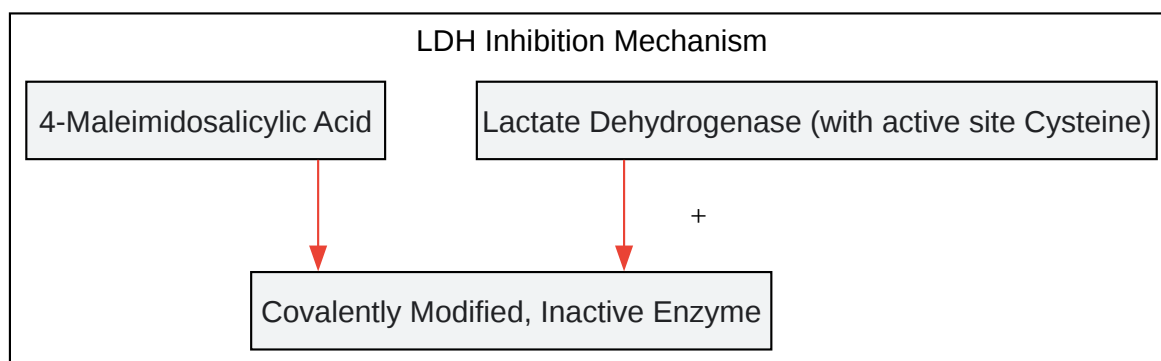 LDH Inhibition Mechanism
4-Maleimidosalicylic Acid
Lactate Dehydrogenase (with active site Cysteine)
+
Covalently Modified, Inactive Enzyme